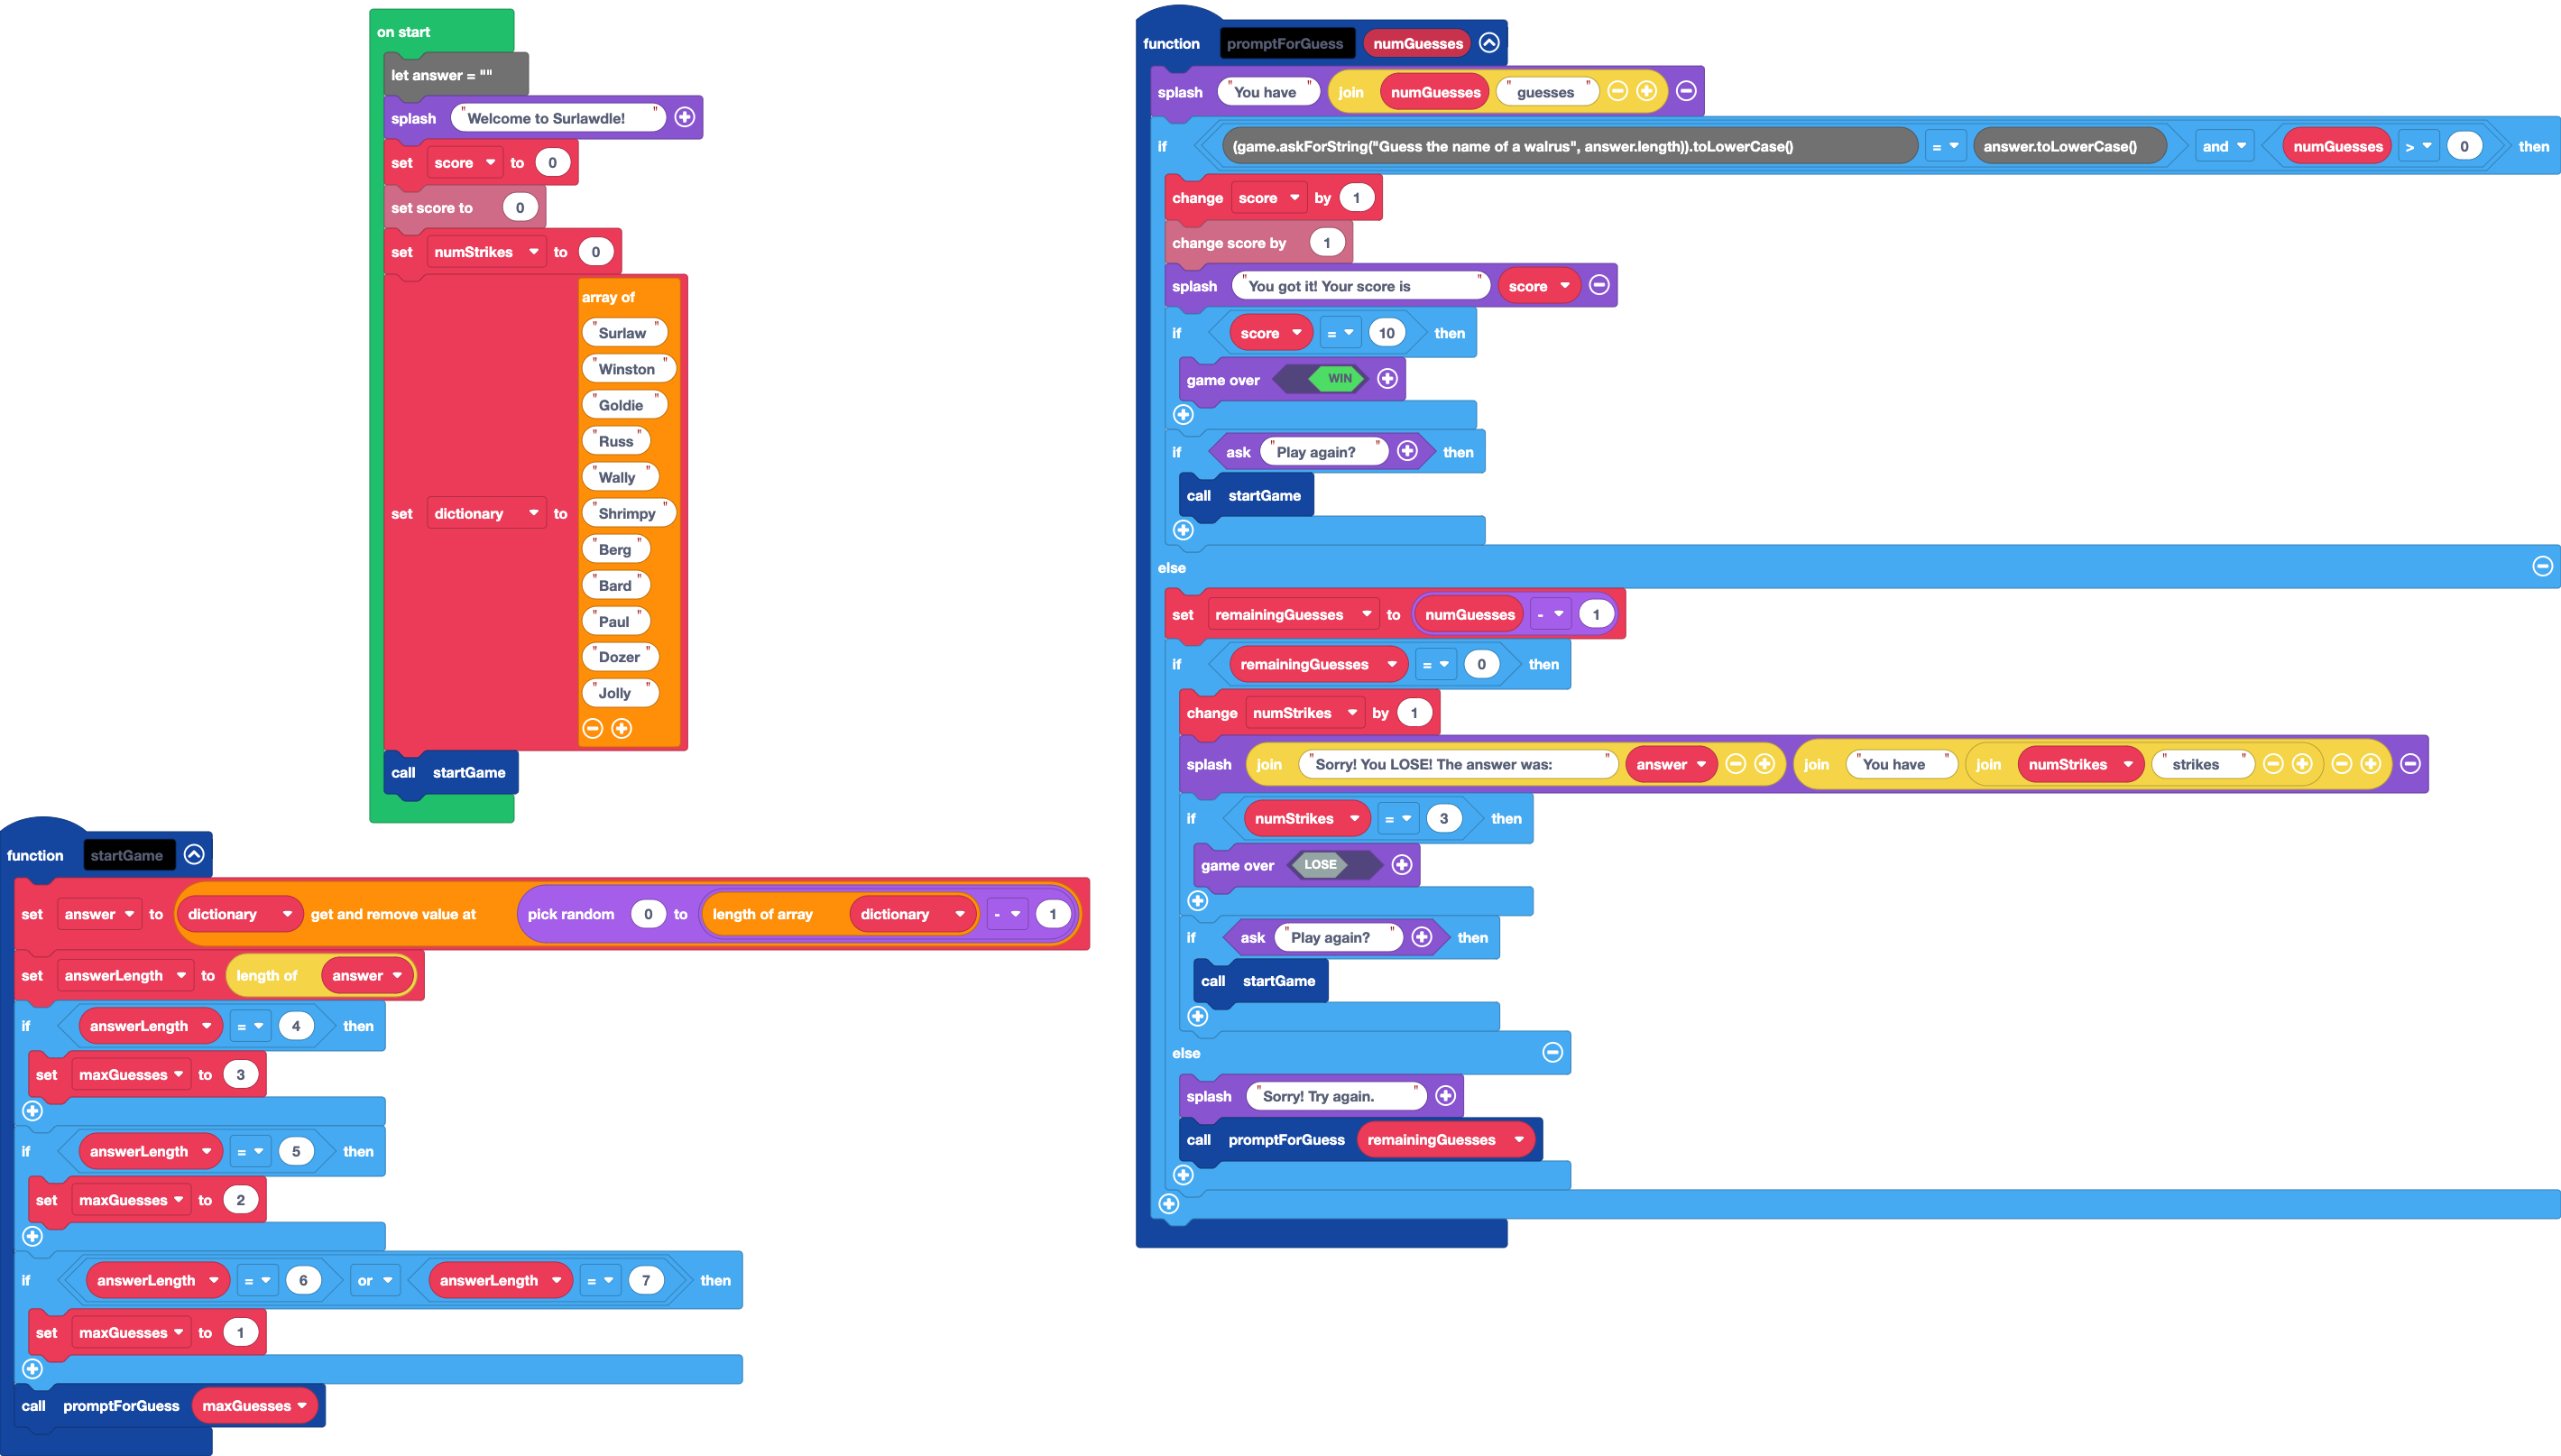 on start
let answer = ""
splash "Welcome to Surlawdle!"
set score to 0
set score to 0
set numStrikes to 0
set dictionary to array of
"Surlaw"
"Winston"
"Goldie"
"Russ"
"Wally"
"Shrimpy"
"Berg"
"Bard"
"Paul"
"Dozer"
"Jolly"
call startGame
function startGame
set answer to dictionary get and remove value at pick random 0 to length of array dictionary - 1
set answerLength to length of answer
if answerLength = 4 then
set maxGuesses to 3
if answerLength = 5 then
set maxGuesses to 2
if answerLength = 6 or answerLength = 7 then
set maxGuesses to 1
call promptForGuess maxGuesses
function promptForGuess numGuesses
splash "You have" join numGuesses "guesses"
if (game.askForString("Guess the name of a walrus", answer.length)).toLowerCase() = answer.toLowerCase() and numGuesses > 0 then
change score by 1
change score by 1
splash "You got it! Your score is" score
if score = 10 then
game over WIN
if ask "Play again?" then
call startGame
else
set remainingGuesses to numGuesses - 1
if remainingGuesses = 0 then
change numStrikes by 1
splash join "Sorry! You LOSE! The answer was:" answer join "You have" join numStrikes "strikes"
if numStrikes = 3 then
game over LOSE
if ask "Play again?" then
call startGame
else
splash "Sorry! Try again."
call promptForGuess remainingGuesses